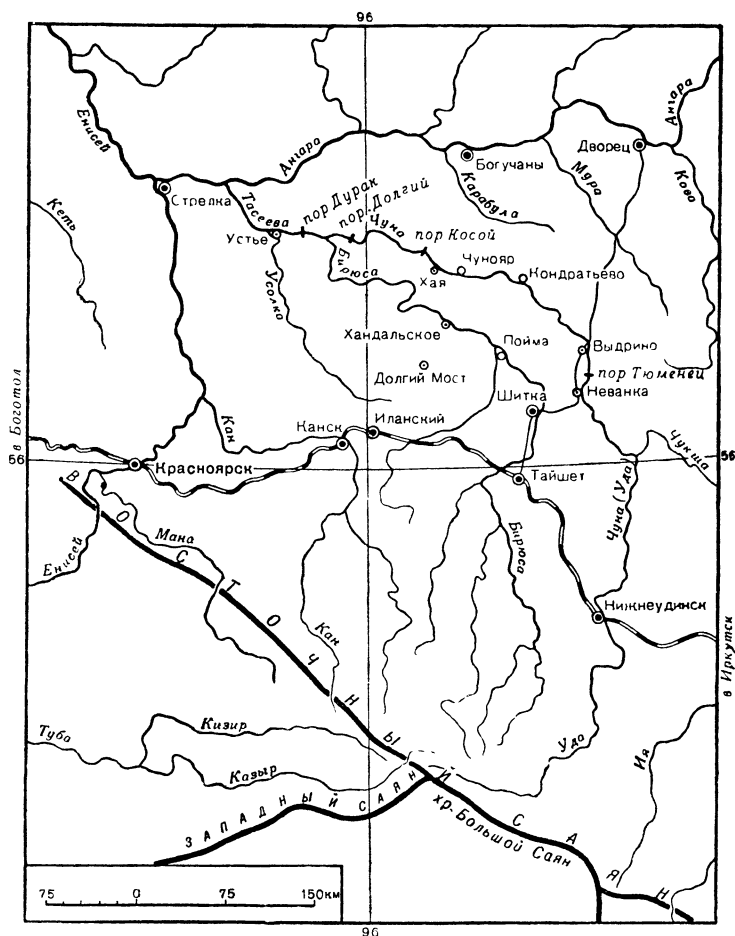 96
Енисей
Ангара
Ангара
Дворец
Богучаны
Мура
Кова
Карабула
Стрелка
Кеть
Тасеева
пор Дурак
пор. Долгий
Чуна
пор Косой
Устье
Бирюса
Усолка
Чунояр
Хая
Кондратьево
Хандальское
Пойма
Выдрино
Долгий Мост
пор Тюменец
Шитка
Неванка
в Боготол
Кан
Канск
Иланский
Чукша
56
56
Красноярск
Тайшет
Чуна (Уда)
Енисей
Мана
Бирюса
Нижнеудинск
Кан
в Иркутск
ВОСТОЧНЫЙ САЯН
Туба
Кизир
Казыр
Уда
Ия
ЗАПАДНЫЙ САЯН
хр. Большой Саян
75 0 75 150км
96